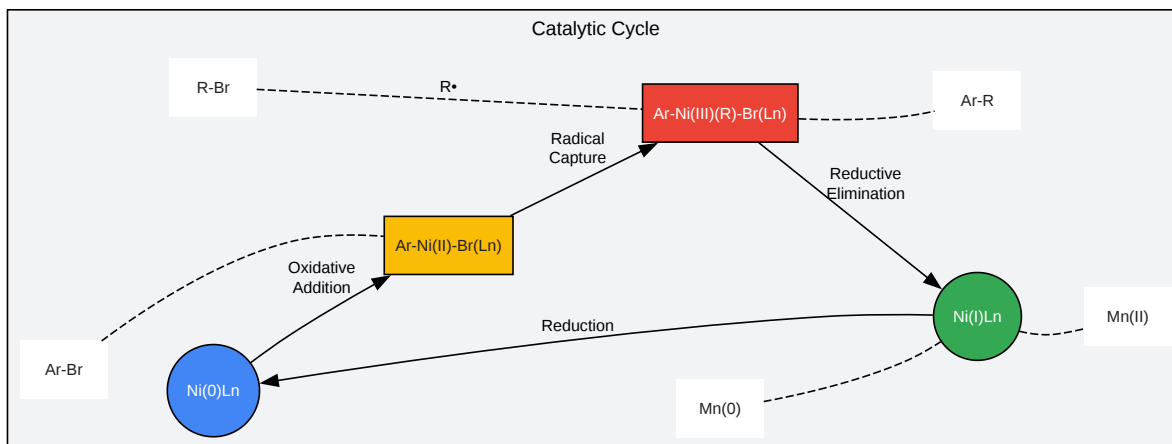 Catalytic Cycle
R-Br
R•
Ar-Ni(III)(R)-Br(Ln)
Ar-R
Radical
Capture
Reductive
Elimination
Ar-Ni(II)-Br(Ln)
Oxidative
Addition
Ni(I)Ln
Mn(II)
Reduction
Ar-Br
Ni(0)Ln
Mn(0)